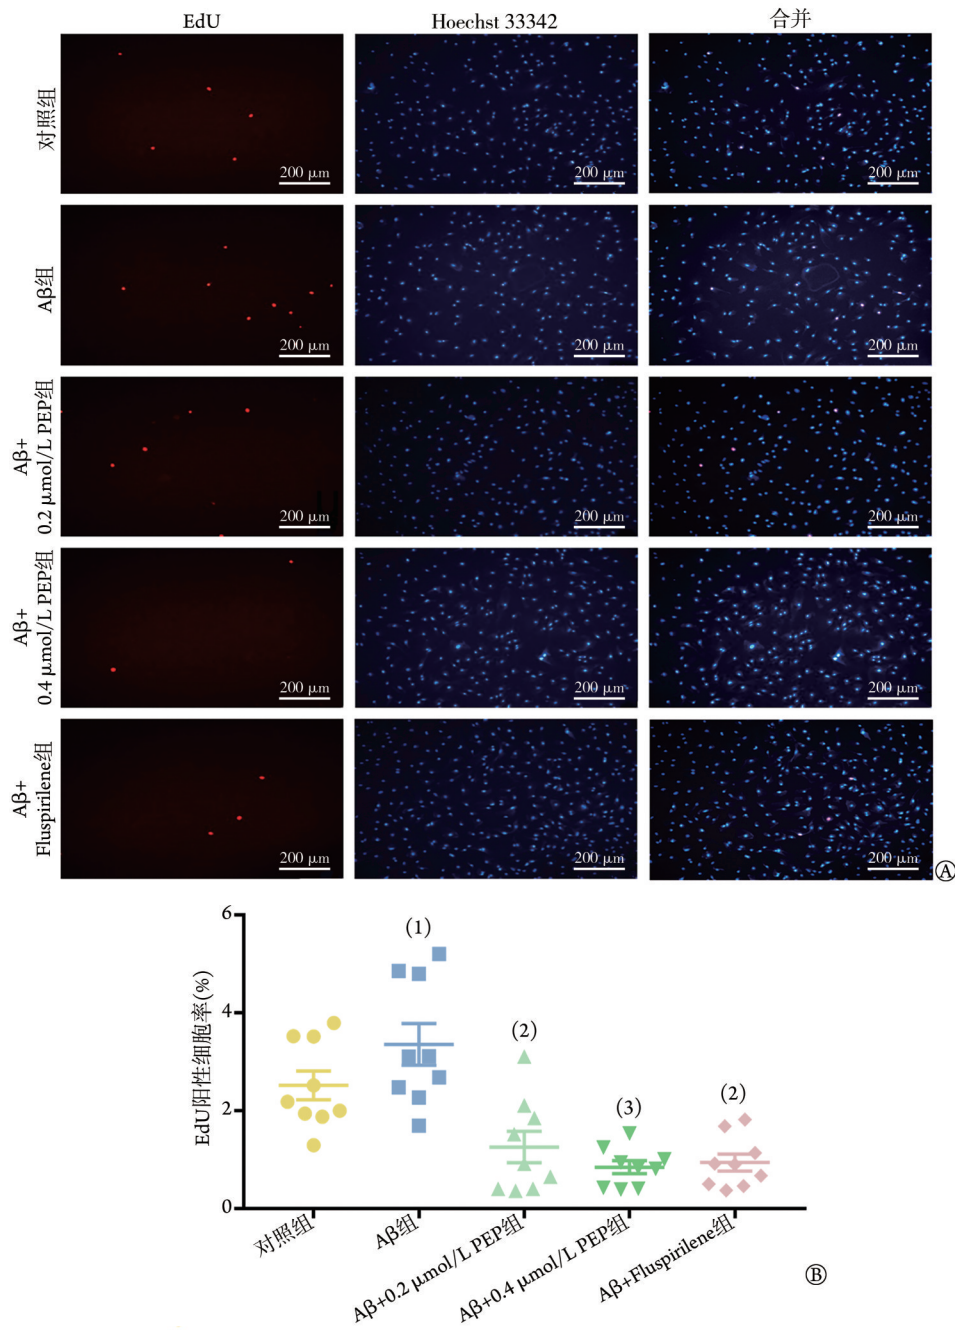 EdU Hoechst 33342 合并
对照组
200 μm 200 μm 200 μm
Aβ组
200 μm 200 μm 200 μm
Aβ+
0.2 μmol/L PEP组
200 μm 200 μm 200 μm
Aβ+
0.4 μmol/L PEP组
200 μm 200 μm 200 μm
Aβ+
Fluspirilene组
200 μm 200 μm 200 μm
Ⓐ
EdU阳性细胞率(%)
6
4
2
0
(1)
(2)
(3)
(2)
对照组
Aβ组
Aβ+0.2 μmol/L PEP组
Aβ+0.4 μmol/L PEP组
Aβ+Fluspirilene组
Ⓑ